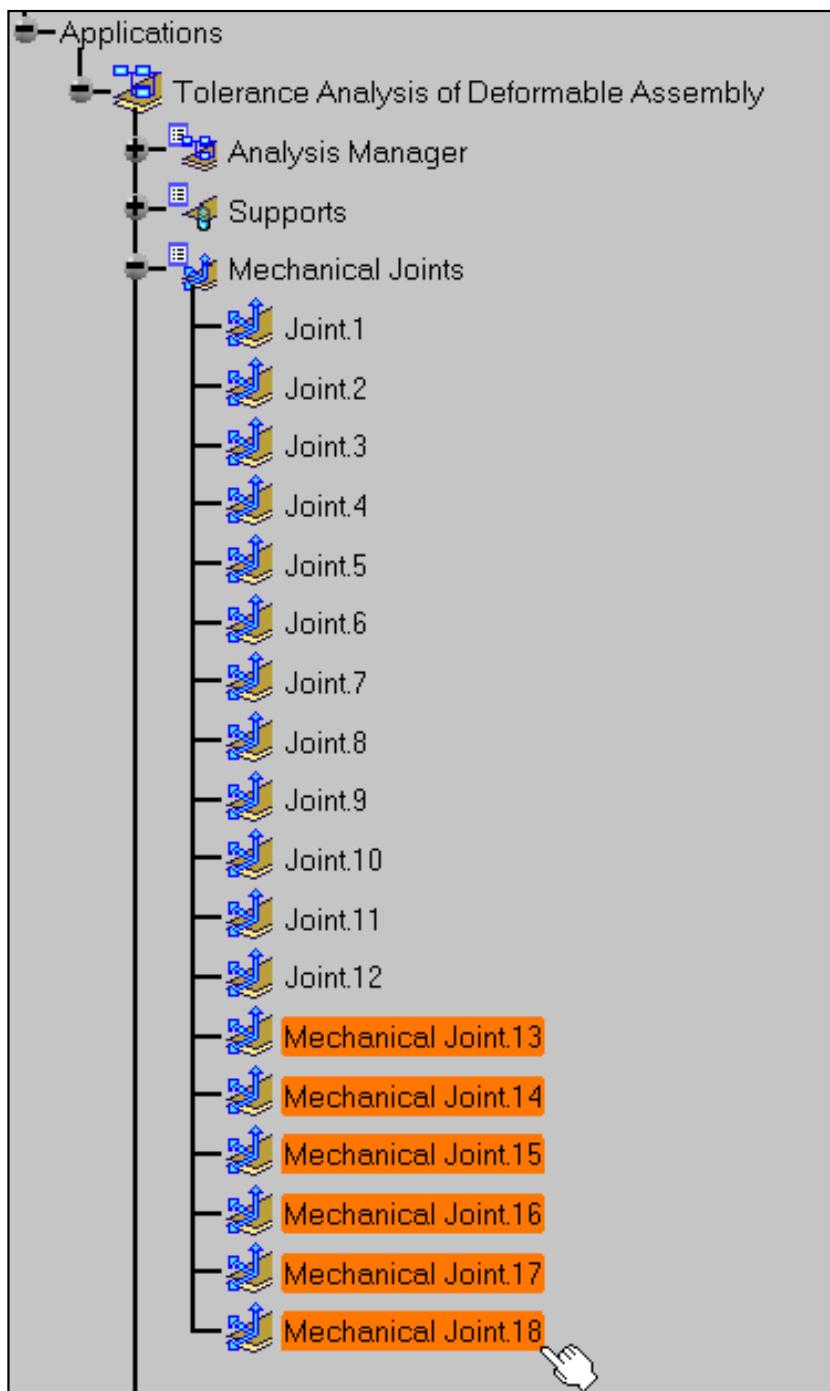 Applications
Tolerance Analysis of Deformable Assembly
Analysis Manager
Supports
Mechanical Joints
Joint.1
Joint.2
Joint.3
Joint.4
Joint.5
Joint.6
Joint.7
Joint.8
Joint.9
Joint.10
Joint.11
Joint.12
Mechanical Joint.13
Mechanical Joint.14
Mechanical Joint.15
Mechanical Joint.16
Mechanical Joint.17
Mechanical Joint.18